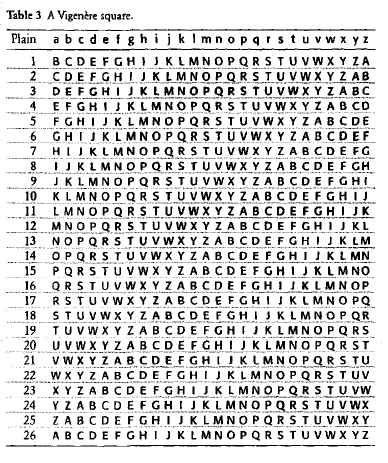 Table 3 A Vigenère square.
Plain a b c d e f g h i j k l m n o p q r s t u v w x y z
1 B C D E F G H I J K L M N O P Q R S T U V W X Y Z A
2 C D E F G H I J K L M N O P Q R S T U V W X Y Z A B
3 D E F G H I J K L M N O P Q R S T U V W X Y Z A B C
4 E F G H I J K L M N O P Q R S T U V W X Y Z A B C D
5 F G H I J K L M N O P Q R S T U V W X Y Z A B C D E
6 G H I J K L M N O P Q R S T U V W X Y Z A B C D E F
7 H I J K L M N O P Q R S T U V W X Y Z A B C D E F G
8 I J K L M N O P Q R S T U V W X Y Z A B C D E F G H
9 J K L M N O P Q R S T U V W X Y Z A B C D E F G H I
10 K L M N O P Q R S T U V W X Y Z A B C D E F G H I J
11 L M N O P Q R S T U V W X Y Z A B C D E F G H I J K
12 M N O P Q R S T U V W X Y Z A B C D E F G H I J K L
13 N O P Q R S T U V W X Y Z A B C D E F G H I J K L M
14 O P Q R S T U V W X Y Z A B C D E F G H I J K L M N
15 P Q R S T U V W X Y Z A B C D E F G H I J K L M N O
16 Q R S T U V W X Y Z A B C D E F G H I J K L M N O P
17 R S T U V W X Y Z A B C D E F G H I J K L M N O P Q
18 S T U V W X Y Z A B C D E F G H I J K L M N O P Q R
19 T U V W X Y Z A B C D E F G H I J K L M N O P Q R S
20 U V W X Y Z A B C D E F G H I J K L M N O P Q R S T
21 V W X Y Z A B C D E F G H I J K L M N O P Q R S T U
22 W X Y Z A B C D E F G H I J K L M N O P Q R S T U V
23 X Y Z A B C D E F G H I J K L M N O P Q R S T U V W
24 Y Z A B C D E F G H I J K L M N O P Q R S T U V W X
25 Z A B C D E F G H I J K L M N O P Q R S T U V W X Y
26 A B C D E F G H I J K L M N O P Q R S T U V W X Y Z